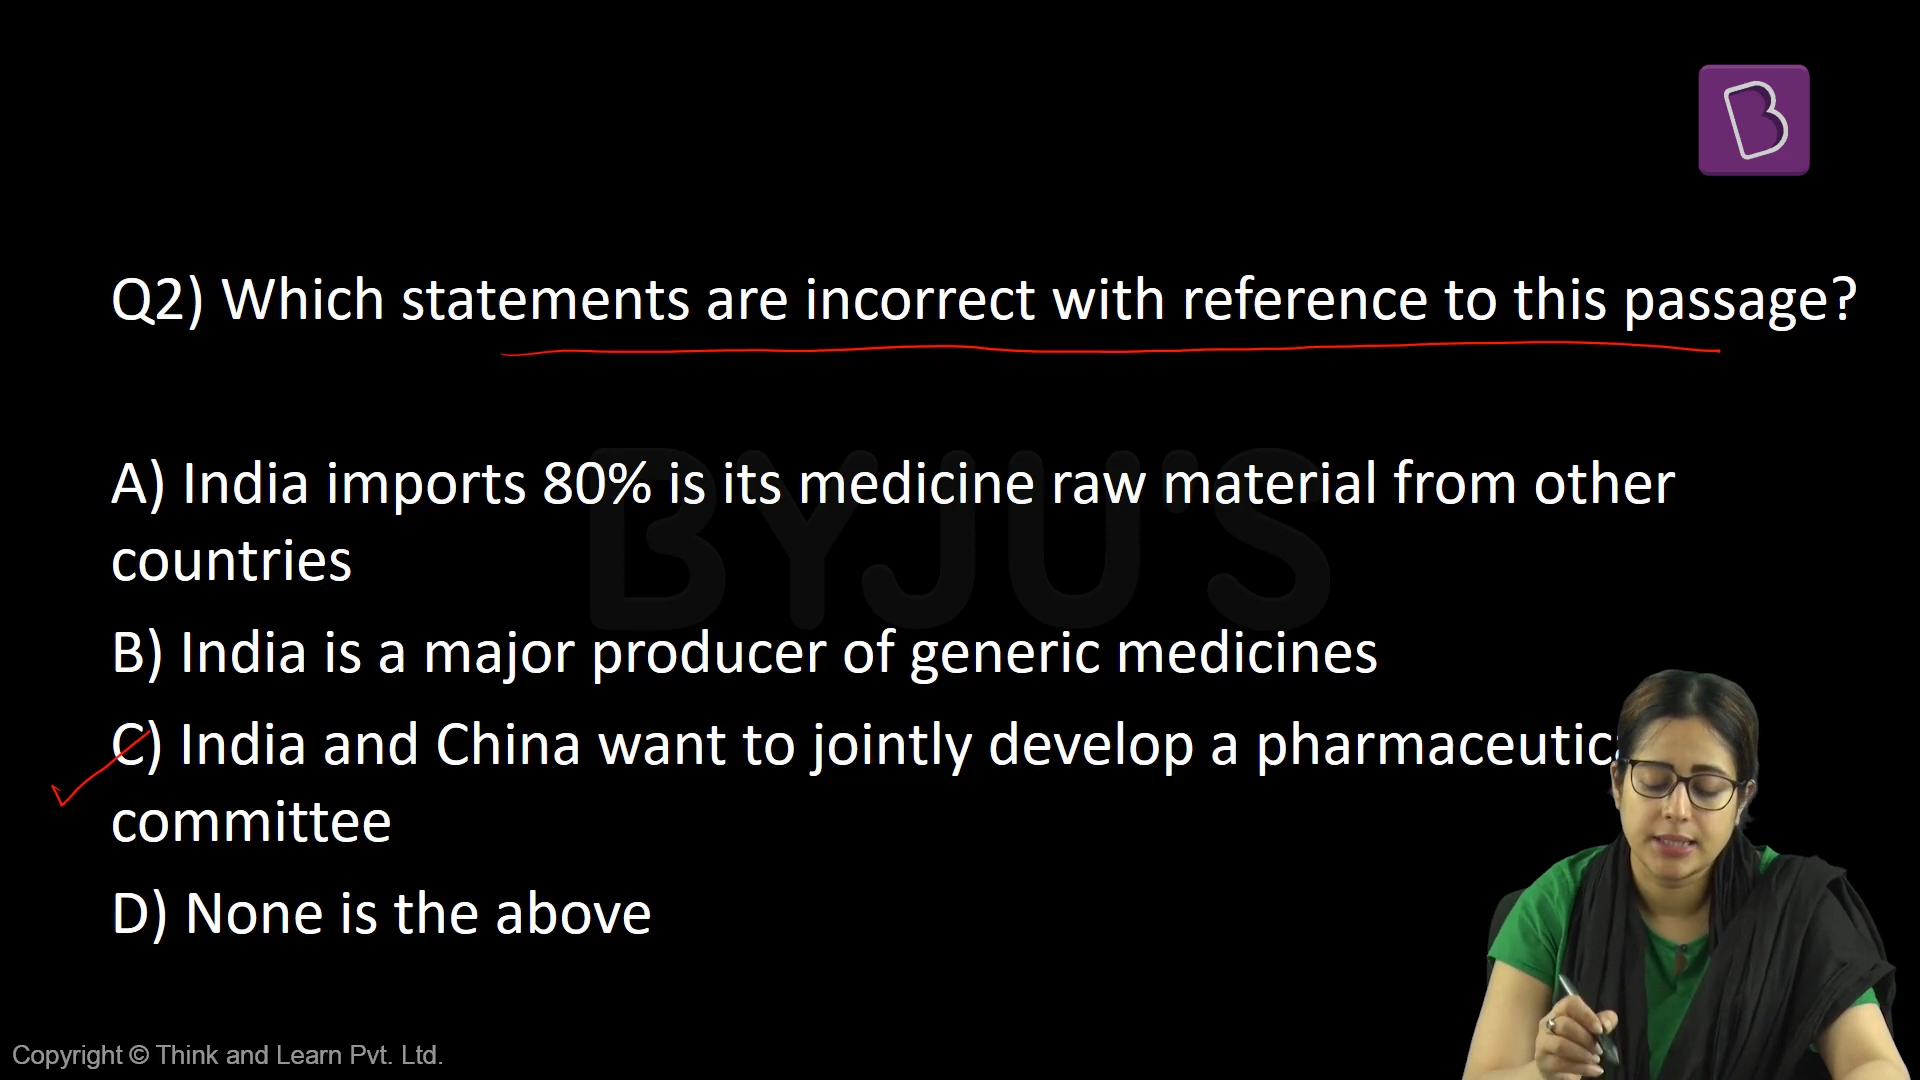 Q2) Which statements are incorrect with reference to this passage?
A) India imports 80% is its medicine raw material from other
countries
B) India is a major producer of generic medicines
C) India and China want to jointly develop a
committee
D) None is the above
BYJU'S
Copyright © Think and Learn Pvt. Ltd.